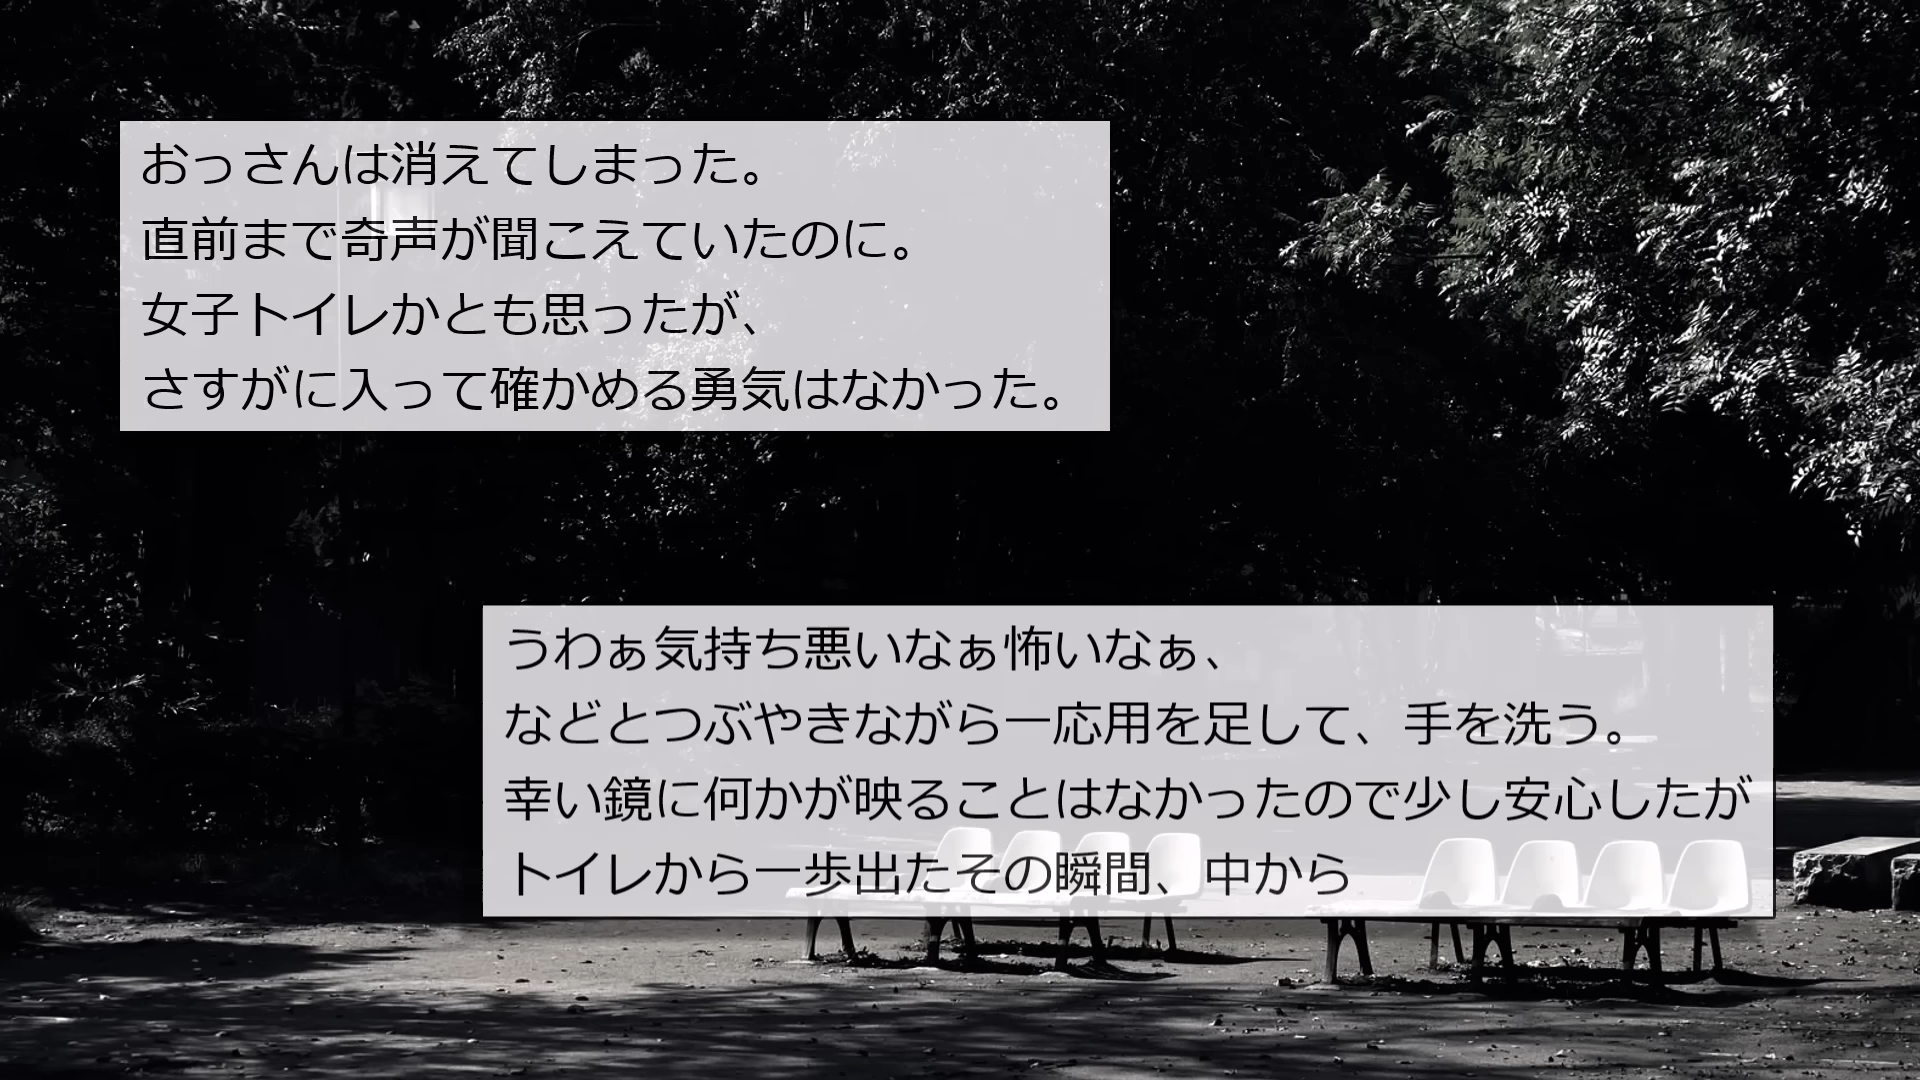 おっさんは消えてしまった。
直前まで奇声が聞こえていたのに。
女子トイレかとも思ったが、
さすがに入って確かめる勇気はなかった。
うわぁ気持ち悪いなぁ怖いなぁ、
などとつぶやきながら一応用を足して、手を洗う。
幸い鏡に何かが映ることはなかったので少し安心したが
トイレから一歩出たその瞬間、中から